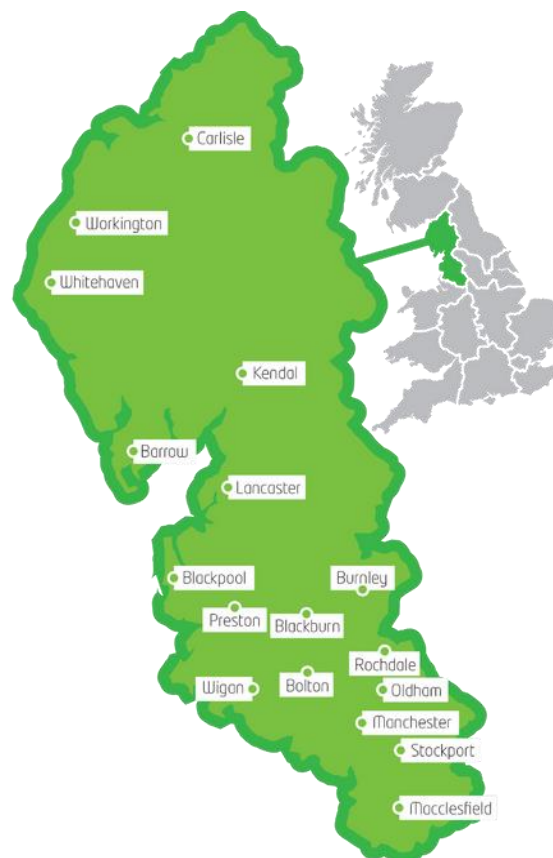 Carlisle
Workington
Whitehaven
Kendal
Barrow
Lancaster
Blackpool
Burnley
Preston
Blackburn
Rochdale
Bolton
Wigan
Oldham
Manchester
Stockport
Macclesfield